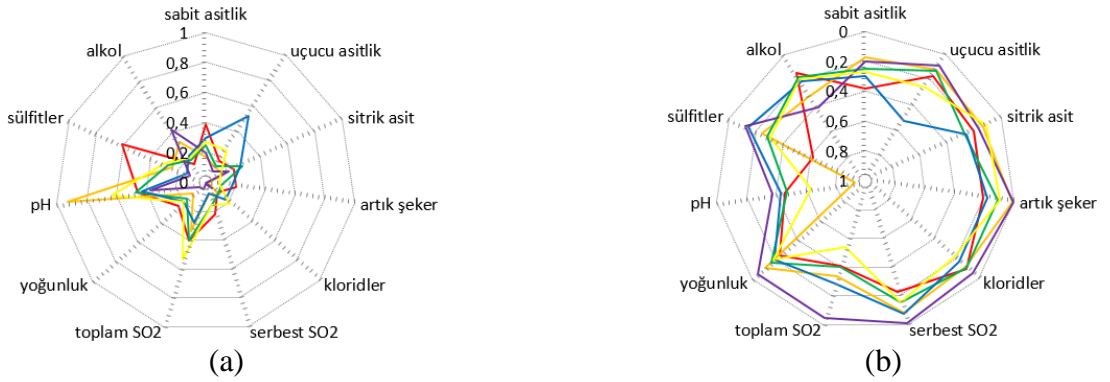 sabit asitlik
1
alkol
uçucu asitlik
0,8
0,6
sülfitler
0,4
sitrik asit
0,2
0
pH
artık şeker
yoğunluk
kloridler
toplam SO2
serbest SO2
(a)
sabit asitlik
0
alkol
uçucu asitlik
0,2
0,4
sülfitler
0,6
sitrik asit
0,8
1
pH
artık şeker
yoğunluk
kloridler
toplam SO2
serbest SO2
(b)